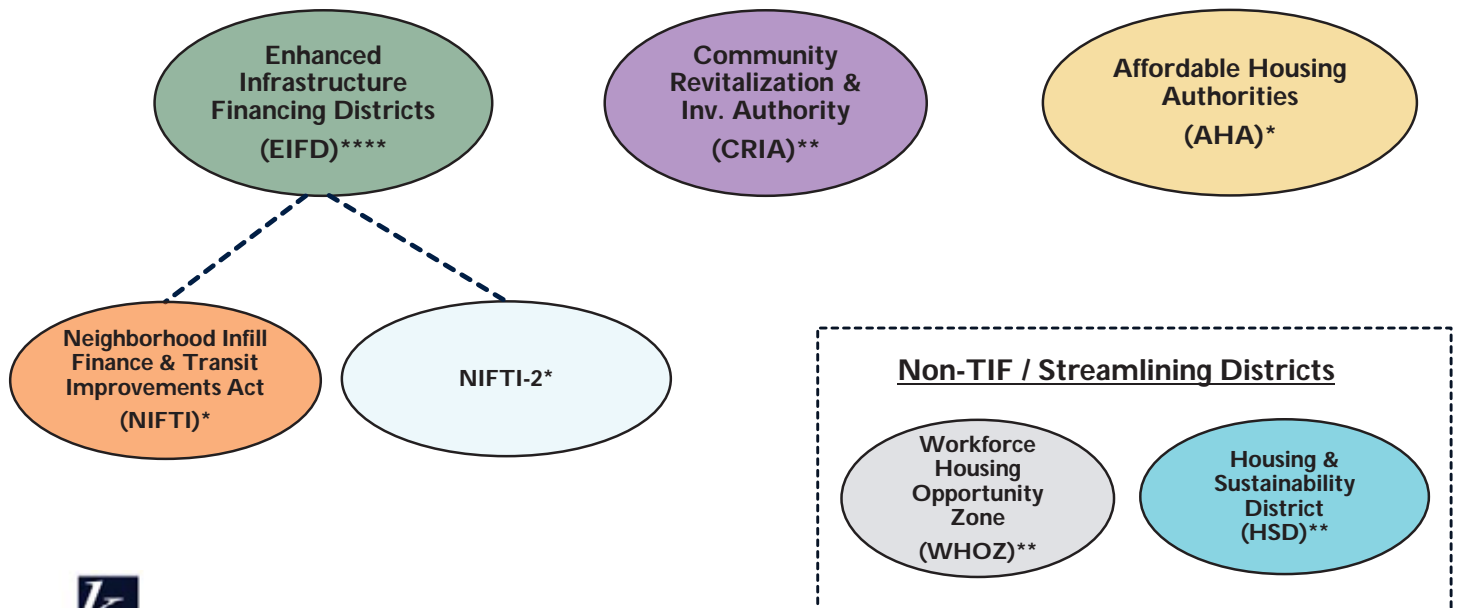 Enhanced
Infrastructure
Financing Districts
(EIFD)****
Community
Revitalization &
Inv. Authority
(CRIA)**
Affordable Housing
Authorities
(AHA)*
Neighborhood Infill
Finance & Transit
Improvements Act
(NIFTI)*
NIFTI-2*
Non-TIF / Streamlining Districts
Workforce
Housing
Opportunity
Zone
(WHOZ)**
Housing &
Sustainability
District
(HSD)**
k